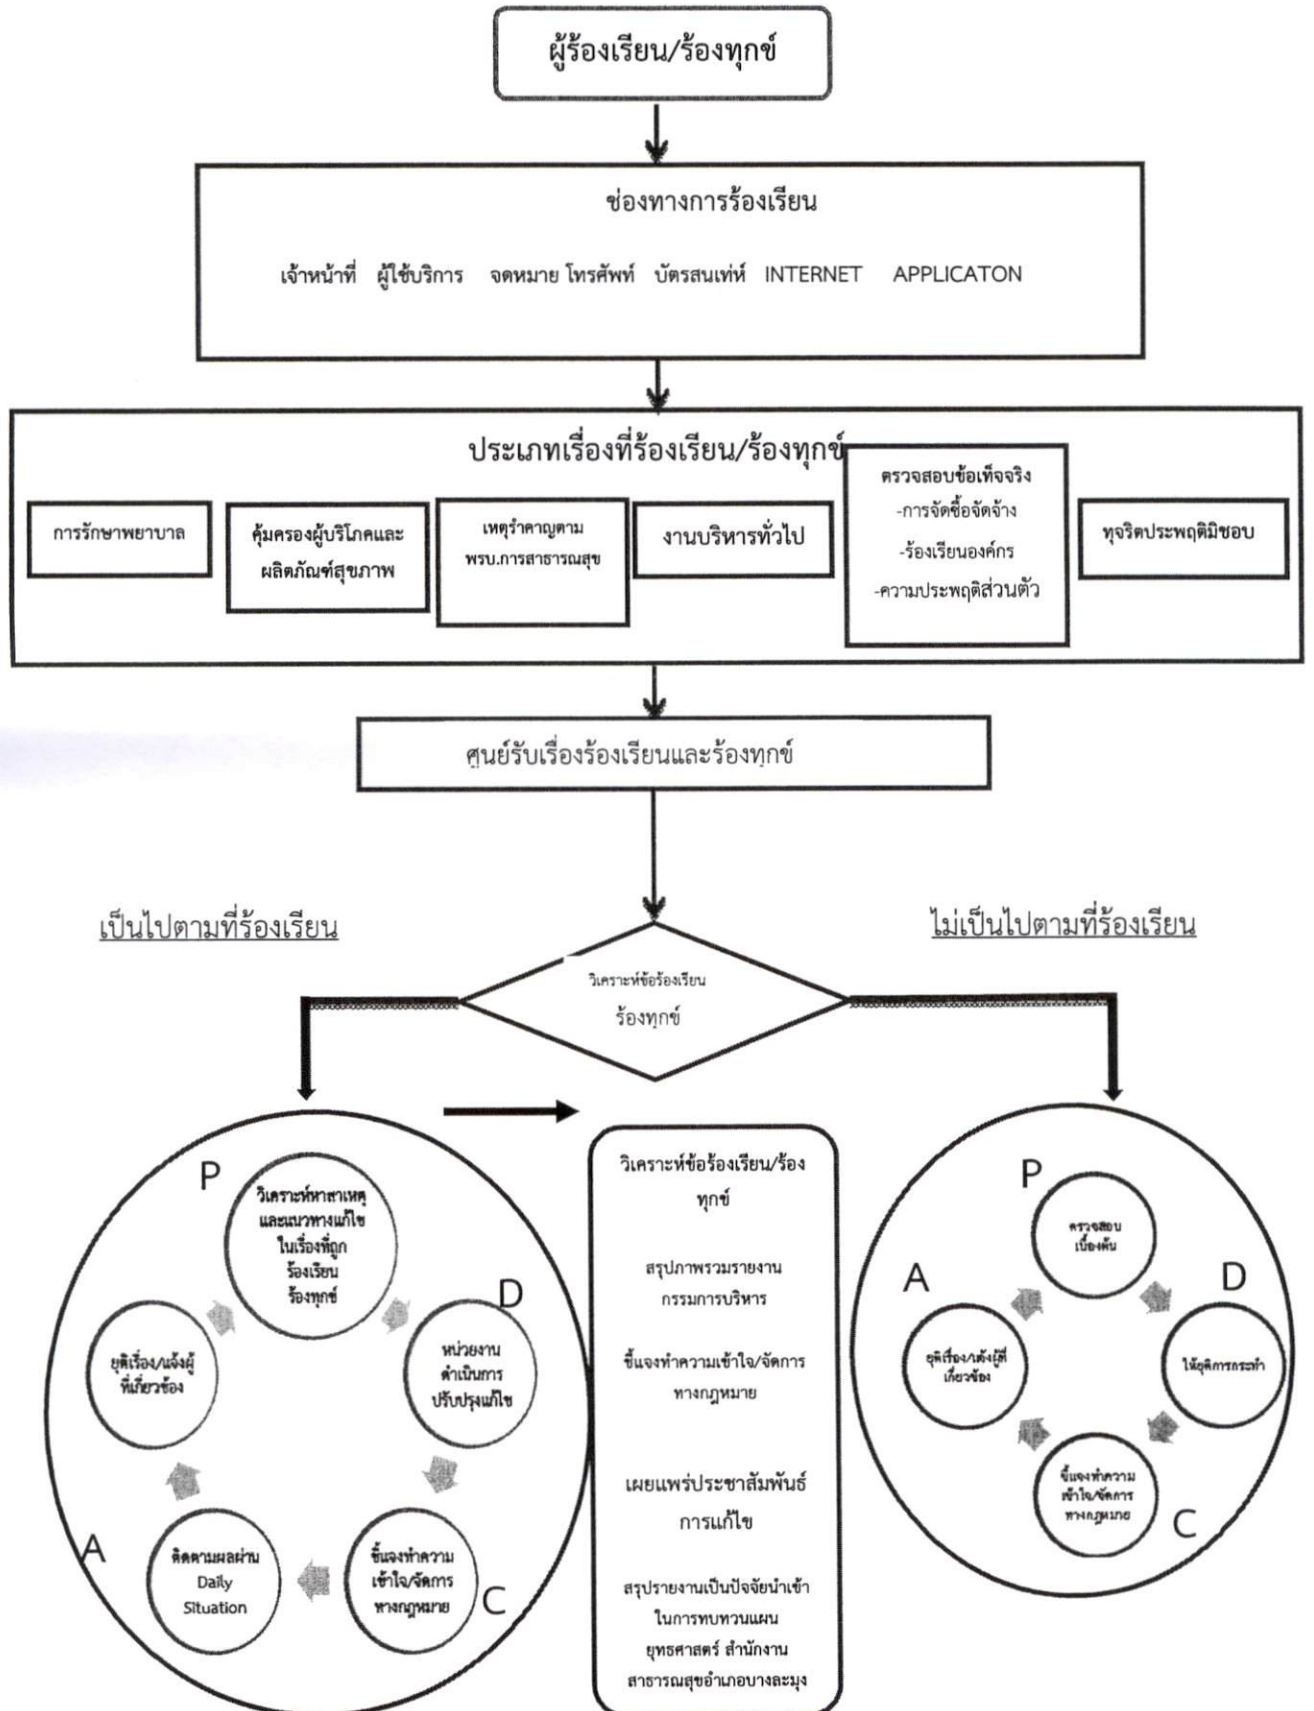 ผู้ร้องเรียน/ร้องทุกข์
ช่องทางการร้องเรียน
เจ้าหน้าที่ ผู้ใช้บริการ จดหมาย โทรศัพท์ บัตรสนเท่ห์ INTERNET APPLICATON
ประเภทเรื่องที่ร้องเรียน/ร้องทุกข์
การรักษาพยาบาล
คุ้มครองผู้บริโภคและ
ผลิตภัณฑ์สุขภาพ
เหตุรำคาญตาม
พรบ.การสาธารณสุข
งานบริหารทั่วไป
ตรวจสอบข้อเท็จจริง
-การจัดซื้อจัดจ้าง
-ร้องเรียนองค์กร
-ความประพฤติส่วนตัว
ทุจริตประพฤติมิชอบ
ศูนย์รับเรื่องร้องเรียนและร้องทุกข์
เป็นไปตามที่ร้องเรียน
ไม่เป็นไปตามที่ร้องเรียน
วิเคราะห์ข้อร้องเรียน
ร้องทุกข์
P
วิเคราะห์หาสาเหตุ
และแนวทางแก้ไข
ในเรื่องที่ถูก
ร้องเรียน
ร้องทุกข์
D
หน่วยงาน
ดำเนินการ
ปรับปรุงแก้ไข
C
ชี้แจงทำความ
เข้าใจ/จัดการ
ทางกฎหมาย
A
ติดตามผลผ่าน
Daily
Situation
ยุติเรื่อง/แจ้งผู้
ที่เกี่ยวข้อง
วิเคราะห์ข้อร้องเรียน/ร้อง
ทุกข์
สรุปภาพรวมรายงาน
กรรมการบริหาร
ชี้แจงทำความเข้าใจ/จัดการ
ทางกฎหมาย
เผยแพร่ประชาสัมพันธ์
การแก้ไข
สรุปรายงานเป็นปัจจัยนำเข้า
ในการทบทวนแผน
ยุทธศาสตร์ สำนักงาน
สาธารณสุขอำเภอบางละมุง
P
ตรวจสอบ
เบื้องต้น
D
ให้ยุติการกระทำ
C
ชี้แจงทำความ
เข้าใจ/จัดการ
ทางกฎหมาย
A
ยุติเรื่อง/แจ้งผู้ที่
เกี่ยวข้อง